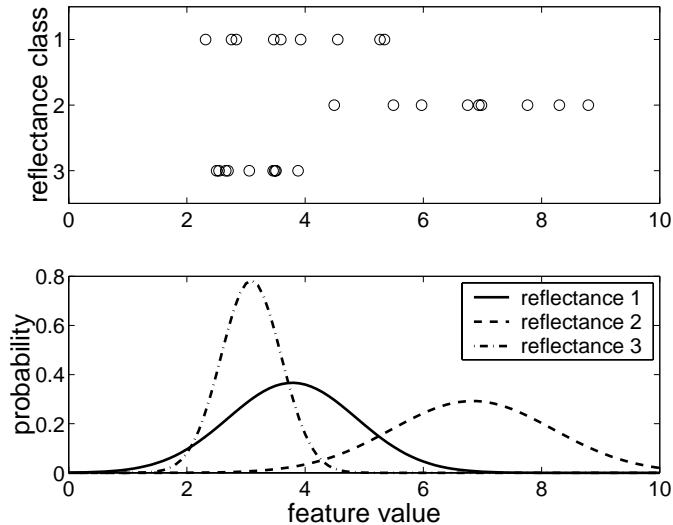 reflectance class
1
2
3
0 2 4 6 8 10
probability
0.8
0.6
0.4
0.2
0
reflectance 1
reflectance 2
reflectance 3
0 2 4 6 8 10
feature value